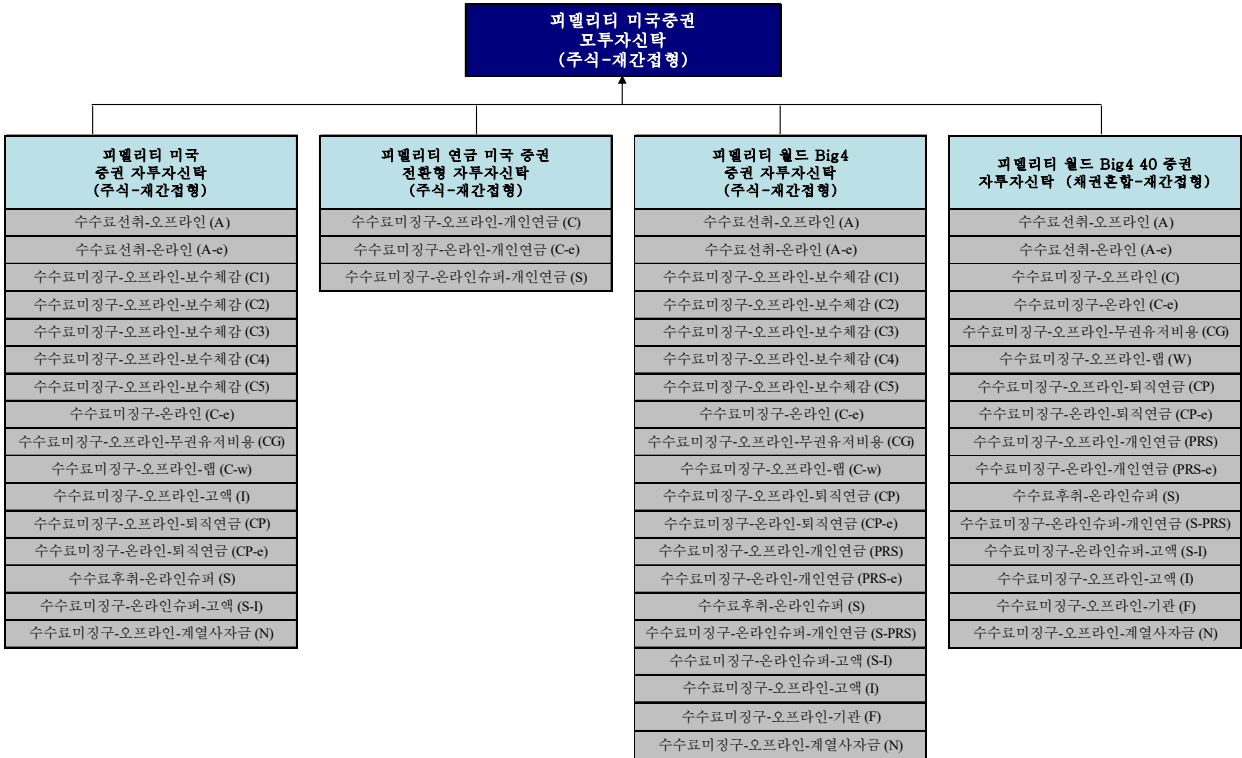 피델리티 미국증권
모투자신탁
(주식-재간접형)
피델리티 미국
증권 자투자신탁
(주식-재간접형)
수수료선취-오프라인 (A)
수수료선취-온라인 (A-e)
수수료미징구-오프라인-보수체감 (C1)
수수료미징구-오프라인-보수체감 (C2)
수수료미징구-오프라인-보수체감 (C3)
수수료미징구-오프라인-보수체감 (C4)
수수료미징구-오프라인-보수체감 (C5)
수수료미징구-온라인 (C-e)
수수료미징구-오프라인-무권유저비용 (CG)
수수료미징구-오프라인-랩 (C-w)
수수료미징구-오프라인-고액 (I)
수수료미징구-오프라인-퇴직연금 (CP)
수수료미징구-온라인-퇴직연금 (CP-e)
수수료후취-온라인슈퍼 (S)
수수료미징구-온라인슈퍼-고액 (S-I)
수수료미징구-오프라인-계열사자금 (N)
피델리티 연금 미국 증권
전환형 자투자신탁
(주식-재간접형)
수수료미징구-오프라인-개인연금 (C)
수수료미징구-온라인-개인연금 (C-e)
수수료미징구-온라인슈퍼-개인연금 (S)
피델리티 월드 Big4
증권 자투자신탁
(주식-재간접형)
수수료선취-오프라인 (A)
수수료선취-온라인 (A-e)
수수료미징구-오프라인-보수체감 (C1)
수수료미징구-오프라인-보수체감 (C2)
수수료미징구-오프라인-보수체감 (C3)
수수료미징구-오프라인-보수체감 (C4)
수수료미징구-오프라인-보수체감 (C5)
수수료미징구-온라인 (C-e)
수수료미징구-오프라인-무권유저비용 (CG)
수수료미징구-오프라인-랩 (C-w)
수수료미징구-오프라인-퇴직연금 (CP)
수수료미징구-온라인-퇴직연금 (CP-e)
수수료미징구-오프라인-개인연금 (PRS)
수수료미징구-온라인-개인연금 (PRS-e)
수수료후취-온라인슈퍼 (S)
수수료미징구-온라인슈퍼-개인연금 (S-PRS)
수수료미징구-온라인슈퍼-고액 (S-I)
수수료미징구-오프라인-고액 (I)
수수료미징구-오프라인-기관 (F)
수수료미징구-오프라인-계열사자금 (N)
피델리티 월드 Big4 40 증권
자투자신탁 (채권혼합-재간접형)
수수료선취-오프라인 (A)
수수료선취-온라인 (A-e)
수수료미징구-오프라인 (C)
수수료미징구-온라인 (C-e)
수수료미징구-오프라인-무권유저비용 (CG)
수수료미징구-오프라인-랩 (W)
수수료미징구-오프라인-퇴직연금 (CP)
수수료미징구-온라인-퇴직연금 (CP-e)
수수료미징구-오프라인-개인연금 (PRS)
수수료미징구-온라인-개인연금 (PRS-e)
수수료후취-온라인슈퍼 (S)
수수료미징구-온라인슈퍼-개인연금 (S-PRS)
수수료미징구-온라인슈퍼-고액 (S-I)
수수료미징구-오프라인-고액 (I)
수수료미징구-오프라인-기관 (F)
수수료미징구-오프라인-계열사자금 (N)